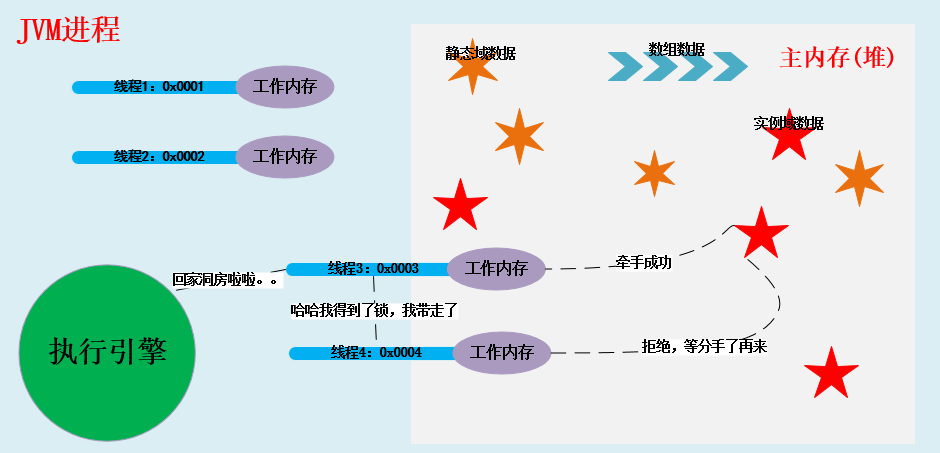 JVM进程
静态域数据
数组数据
主内存(堆)
线程1：0x0001
工作内存
实例域数据
线程2：0x0002
工作内存
回家洞房啦啦。。
线程3：0x0003
工作内存
牵手成功
哈哈我得到了锁，我带走了
执行引擎
线程4：0x0004
工作内存
拒绝，等分手了再来